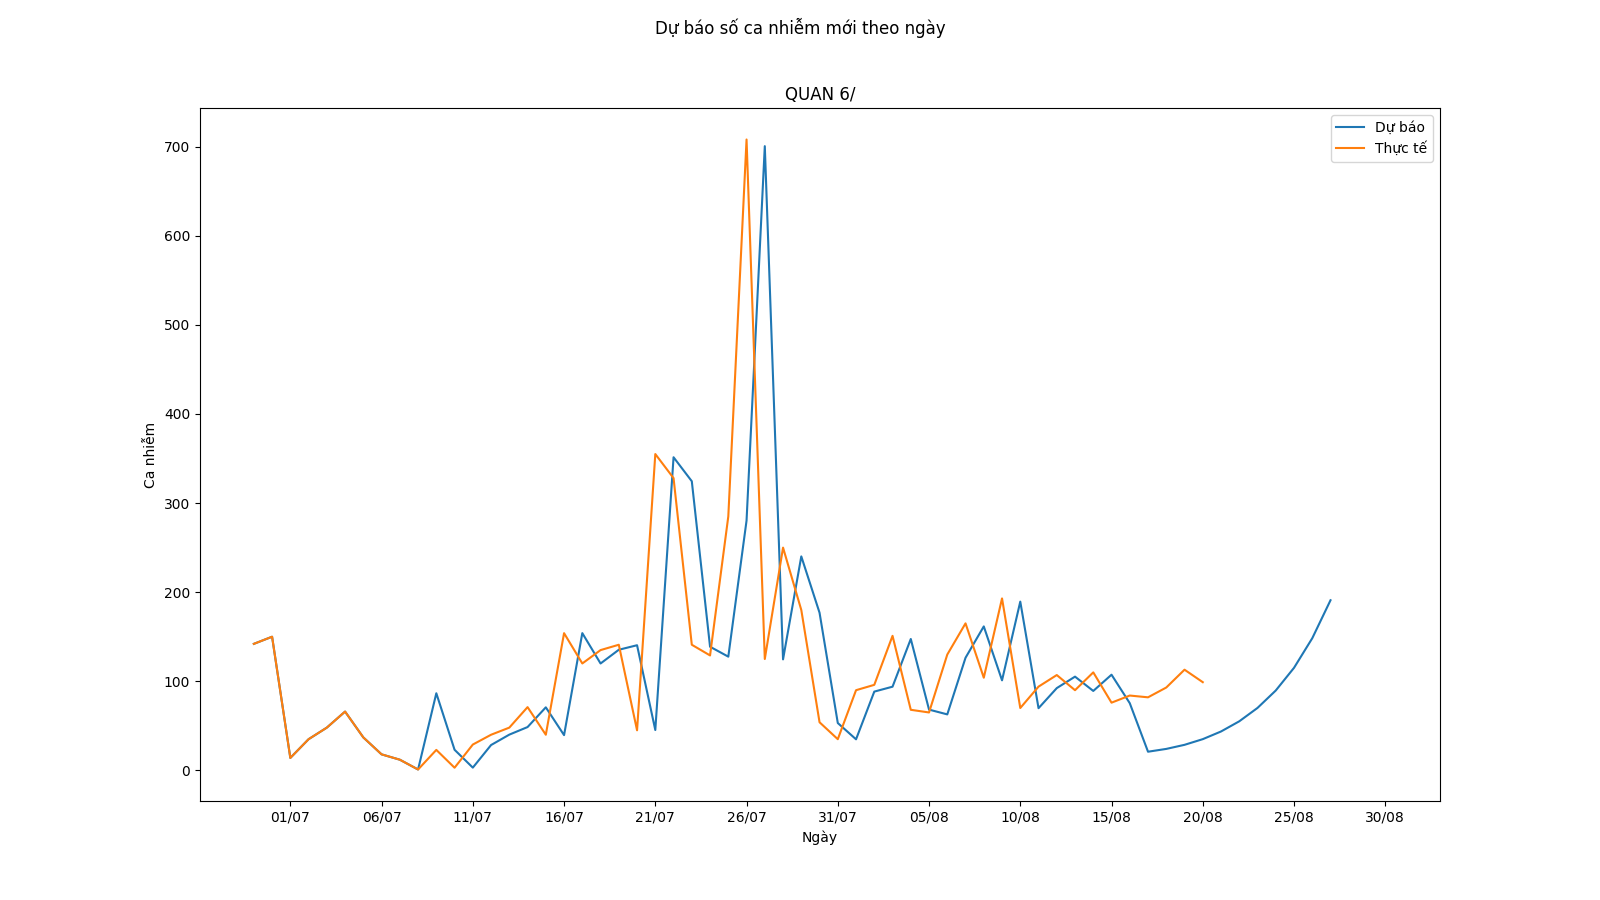 Dự báo số ca nhiễm mới theo ngày
QUAN 6/
Dự báo
Thực tế
700
600
500
400
300
200
100
0
Ca nhiễm
01/07 06/07 11/07 16/07 21/07 26/07 31/07 05/08 10/08 15/08 20/08 25/08 30/08
Ngày